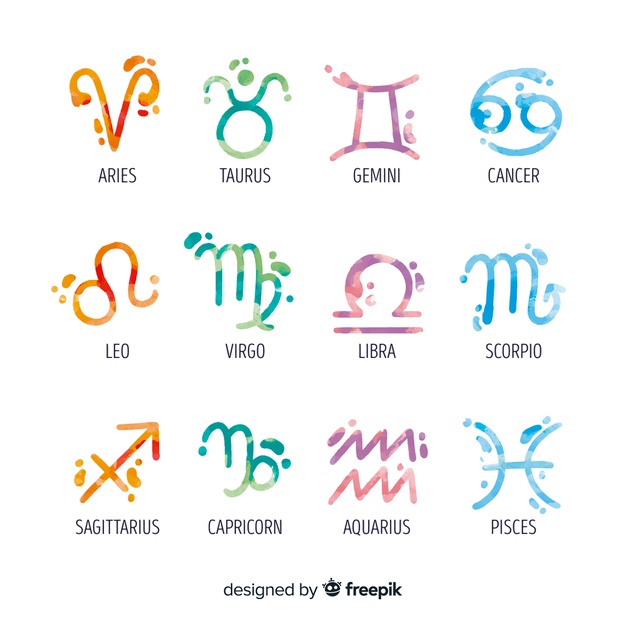 ARIES TAURUS GEMINI CANCER
LEO VIRGO LIBRA SCORPIO
SAGITTARIUS CAPRICORN AQUARIUS PISCES
designed by freepik